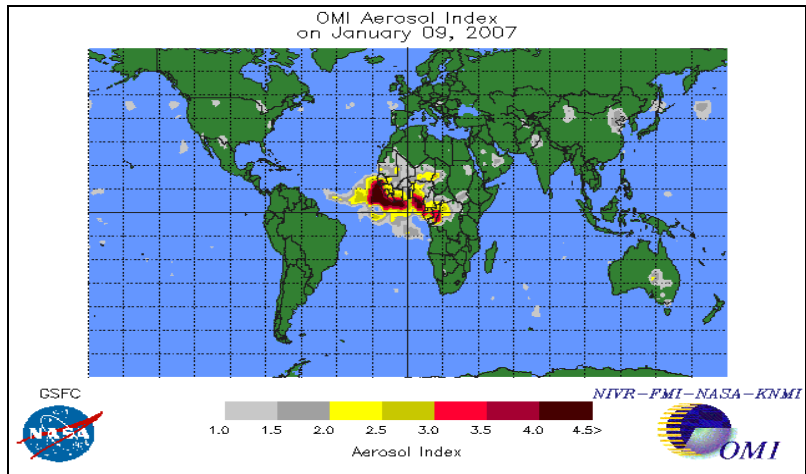 OMI Aerosol Index
on January 09, 2007
GSFC
NASA
1.0 1.5 2.0 2.5 3.0 3.5 4.0 4.5>
Aerosol Index
NIVR-FMI-NASA-KNMI
OMI